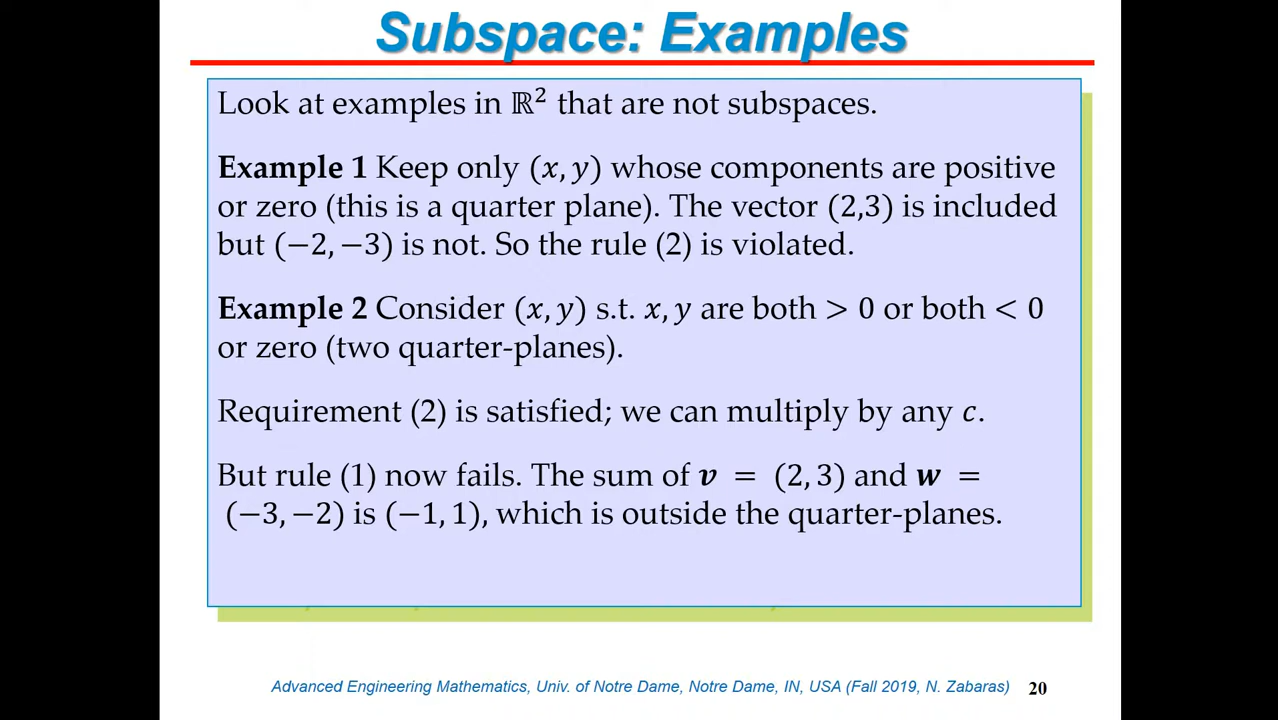 Subspace: Examples
Look at examples in ℝ² that are not subspaces.
Example 1 Keep only (x, y) whose components are positive
or zero (this is a quarter plane). The vector (2,3) is included
but (−2, −3) is not. So the rule (2) is violated.
Example 2 Consider (x, y) s.t. x, y are both > 0 or both < 0
or zero (two quarter-planes).
Requirement (2) is satisfied; we can multiply by any c.
But rule (1) now fails. The sum of v = (2, 3) and w =
(−3, −2) is (−1, 1), which is outside the quarter-planes.
Advanced Engineering Mathematics, Univ. of Notre Dame, Notre Dame, IN, USA (Fall 2019, N. Zabaras) 20